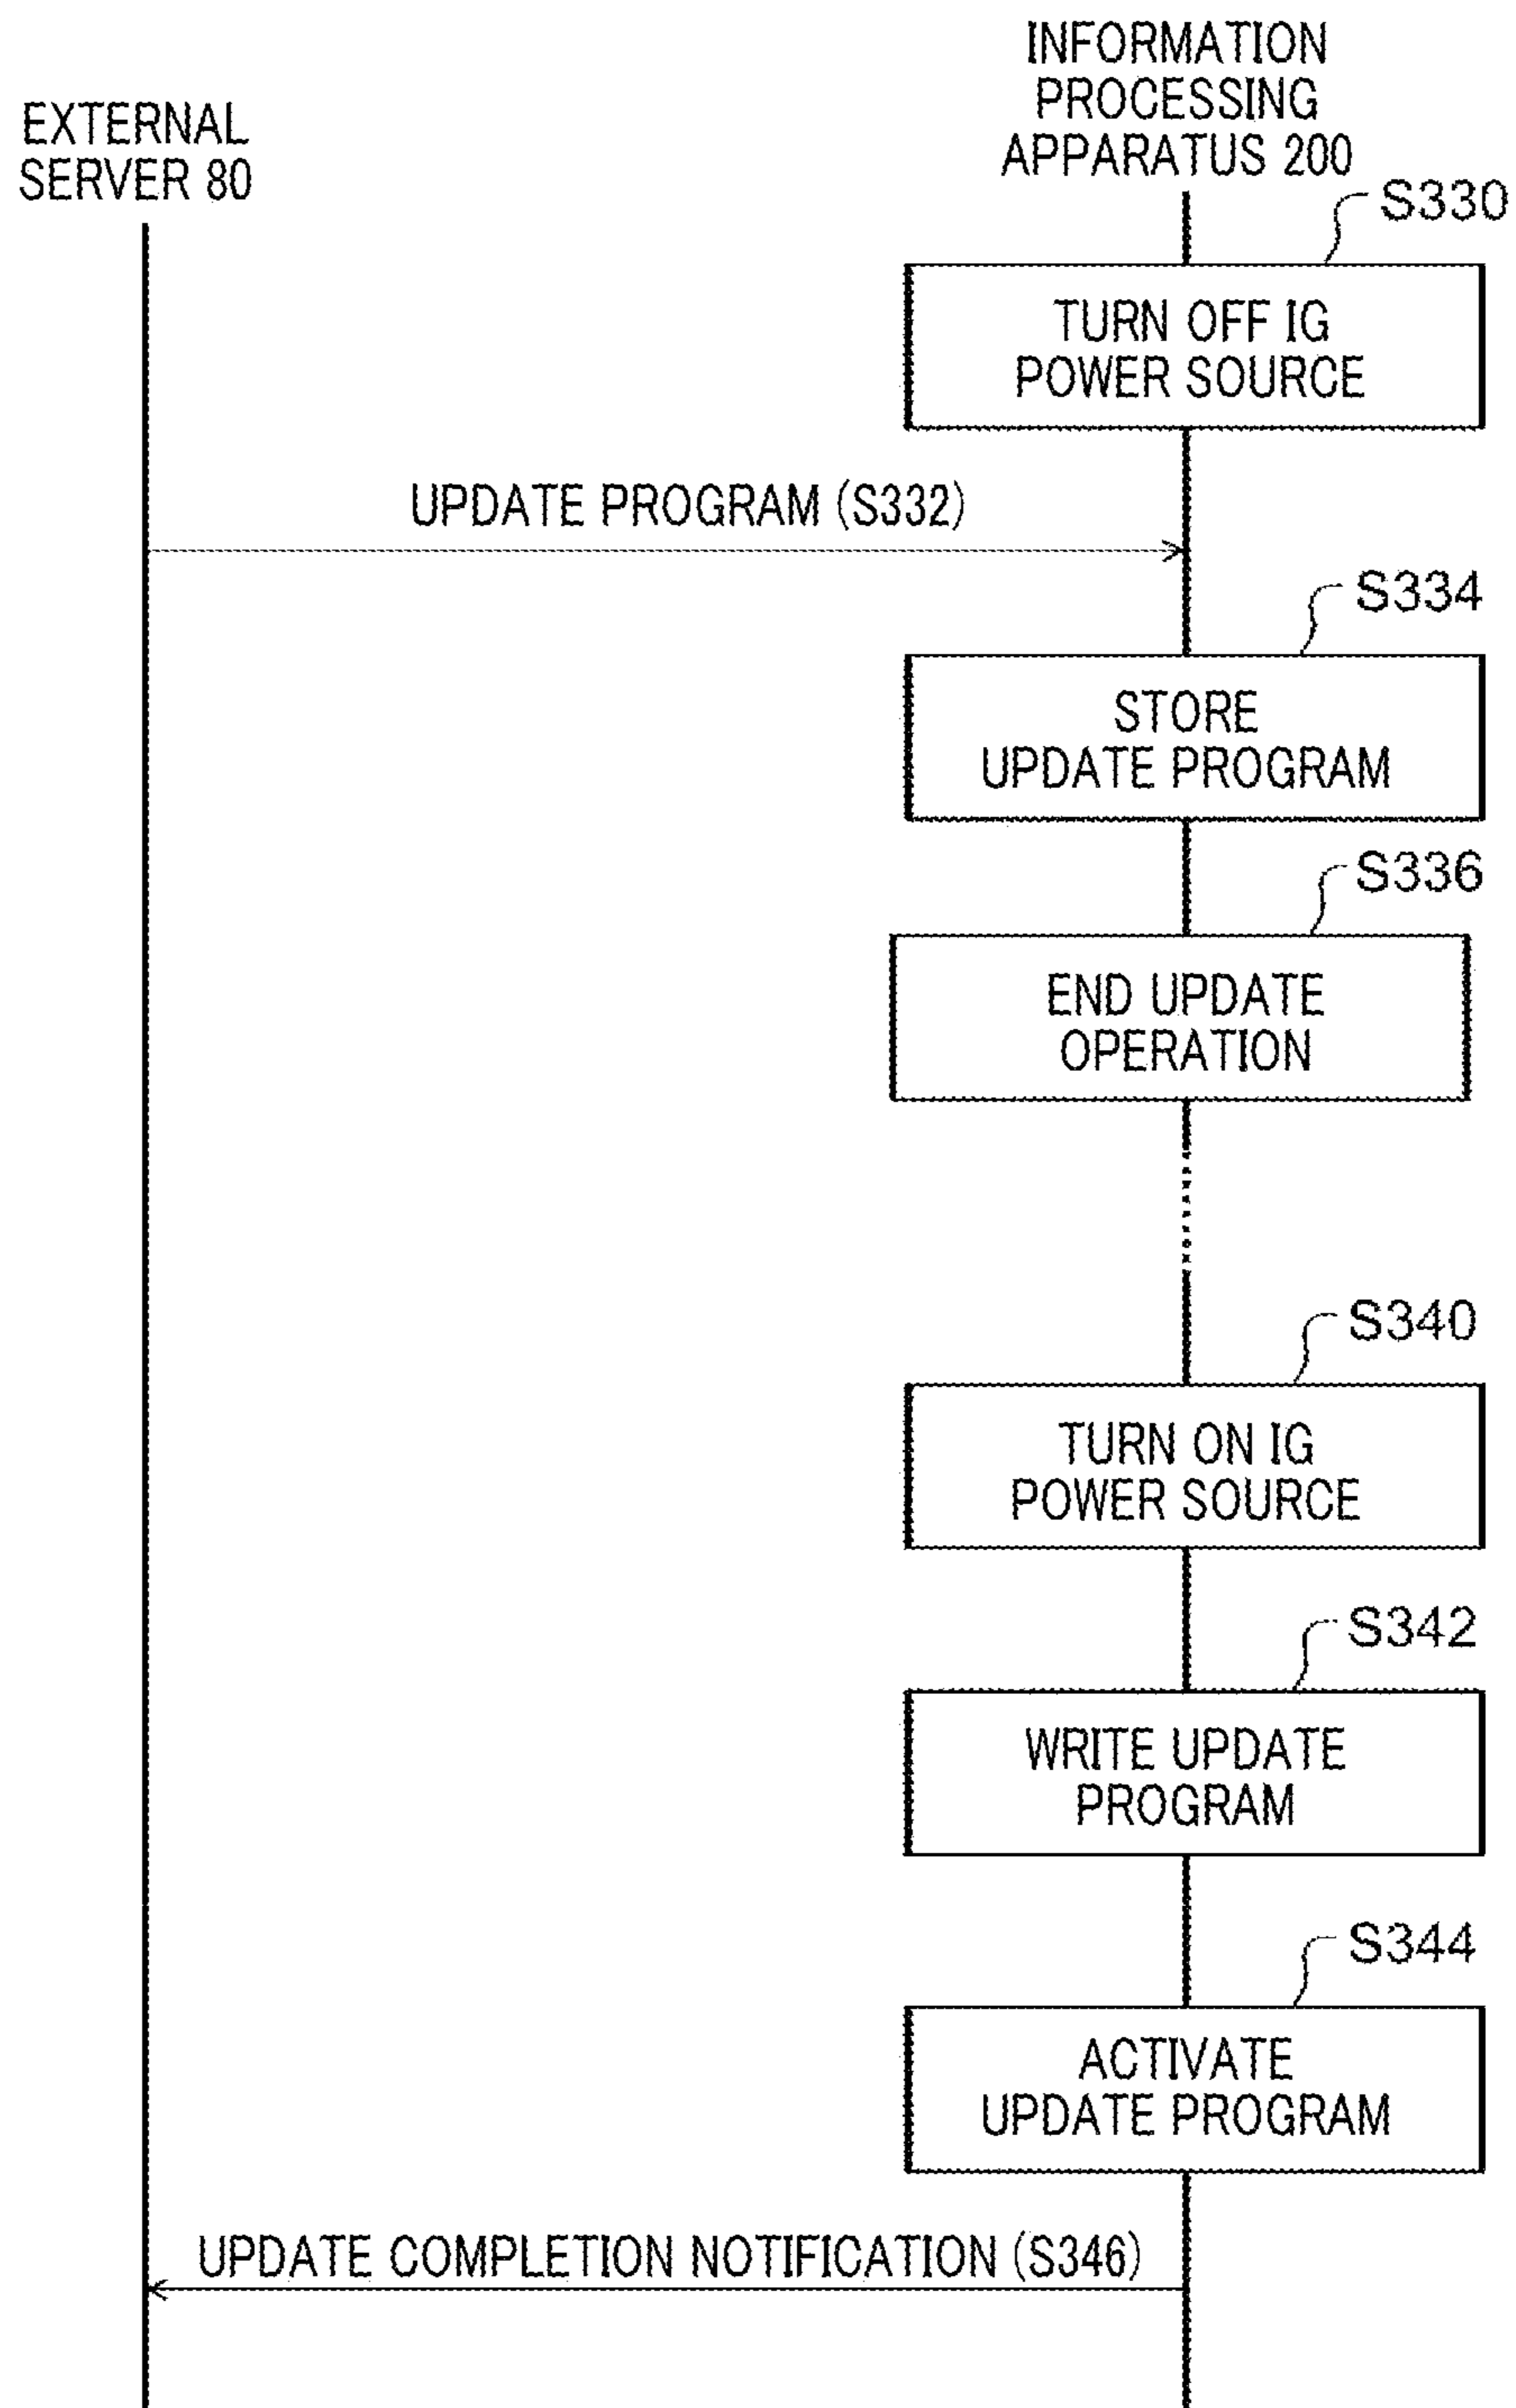 EXTERNAL
SERVER 80
INFORMATION
PROCESSING
APPARATUS 200
S330
TURN OFF IG
POWER SOURCE
UPDATE PROGRAM (S332)
S334
STORE
UPDATE PROGRAM
S336
END UPDATE
OPERATION
S340
TURN ON IG
POWER SOURCE
S342
WRITE UPDATE
PROGRAM
S344
ACTIVATE
UPDATE PROGRAM
UPDATE COMPLETION NOTIFICATION (S346)